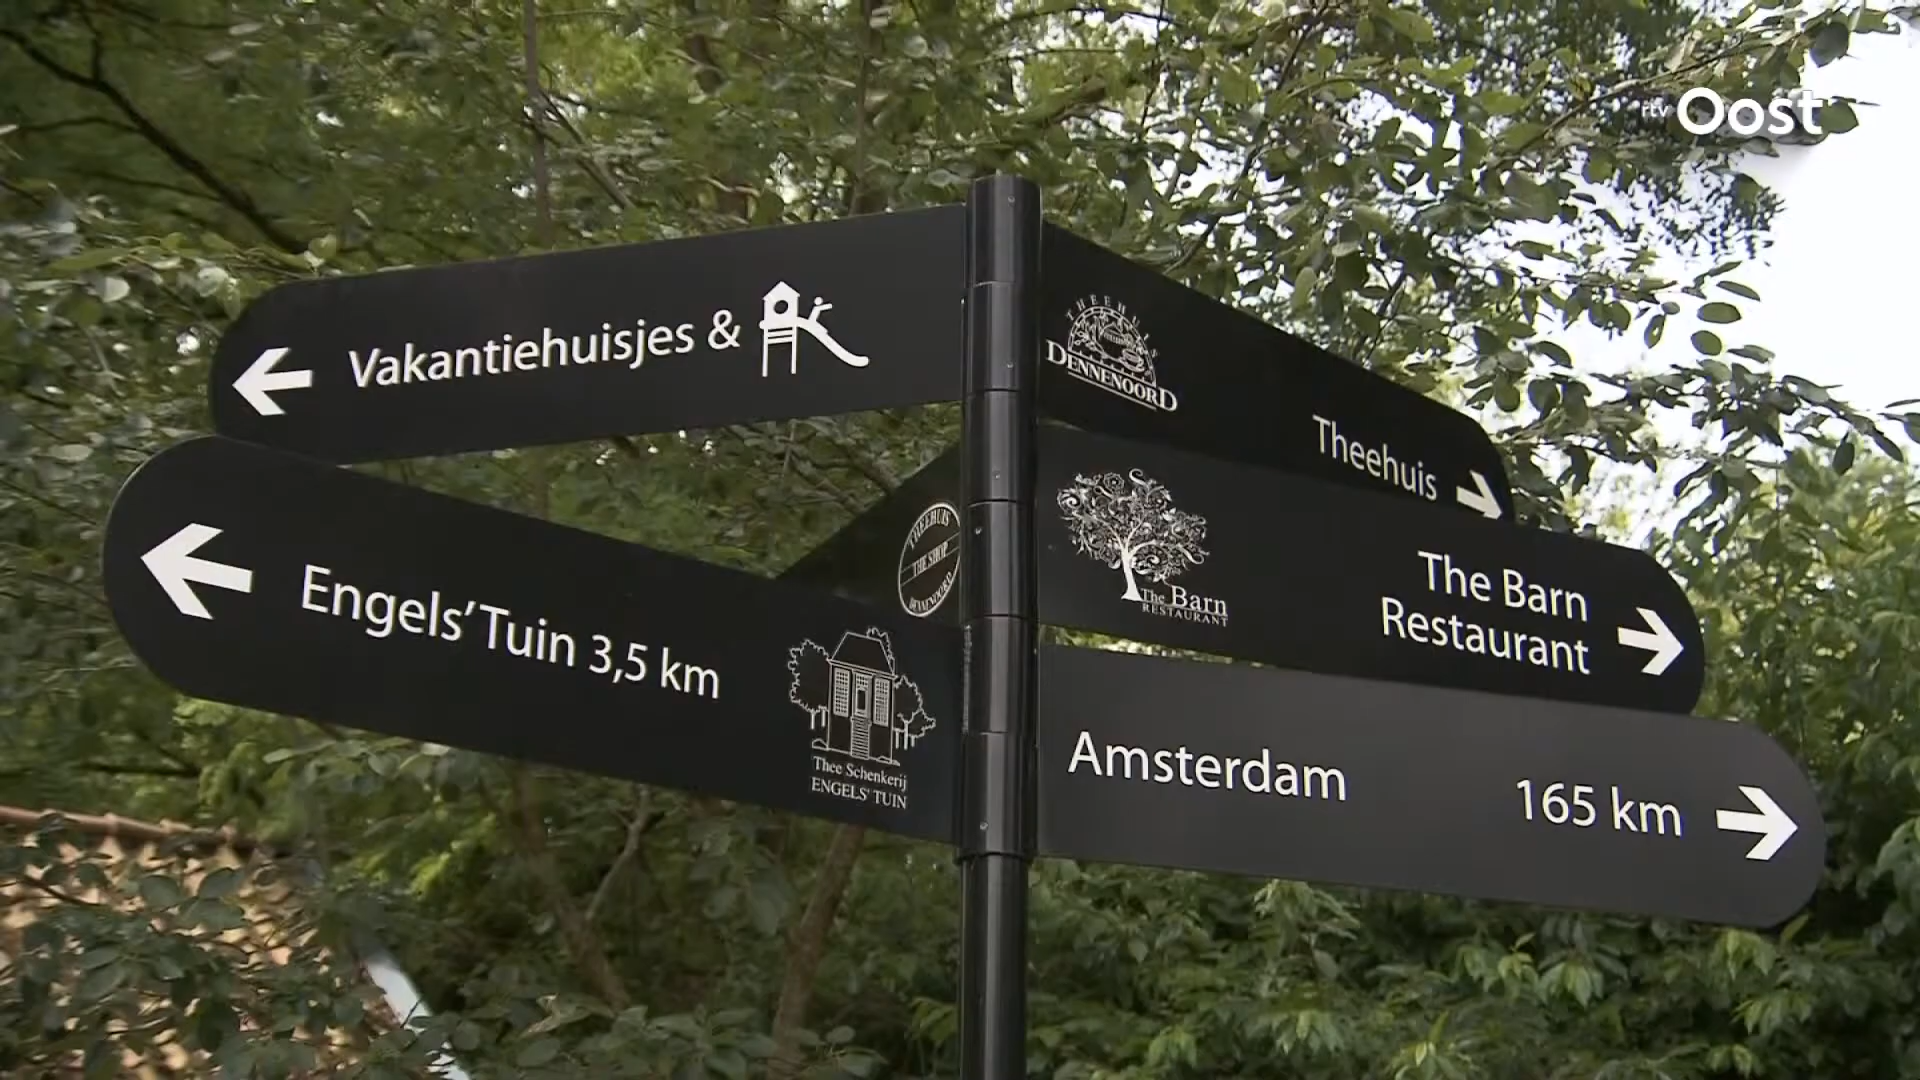 rtv Oost
Vakantiehuisjes &
THEEHUIS
DENNENOORD
Theehuis
THEEHUIS
THE SHOP
DENNENOORD
The Barn
RESTAURANT
The Barn
Restaurant
Engels' Tuin 3,5 km
Thee Schenkerij
ENGELS' TUIN
Amsterdam 165 km